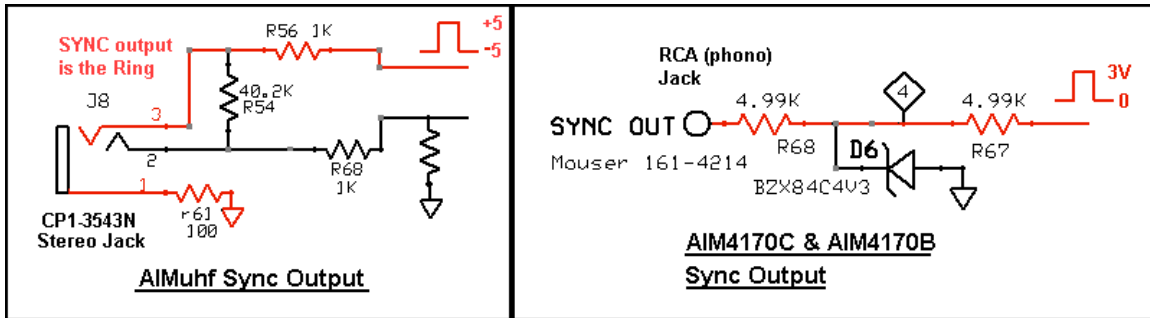 R56 1K
+5
-5
SYNC output
is the Ring
40.2K
R54
J8
3
2
R68
1K
1
r61
100
CP1-3543N
Stereo Jack
AIMuhf Sync Output
RCA (phono)
Jack
4
3V
0
4.99K
4.99K
SYNC OUT
R68
R67
Mouser 161-4214
D6
BZX84C4V3
AIM4170C & AIM4170B
Sync Output